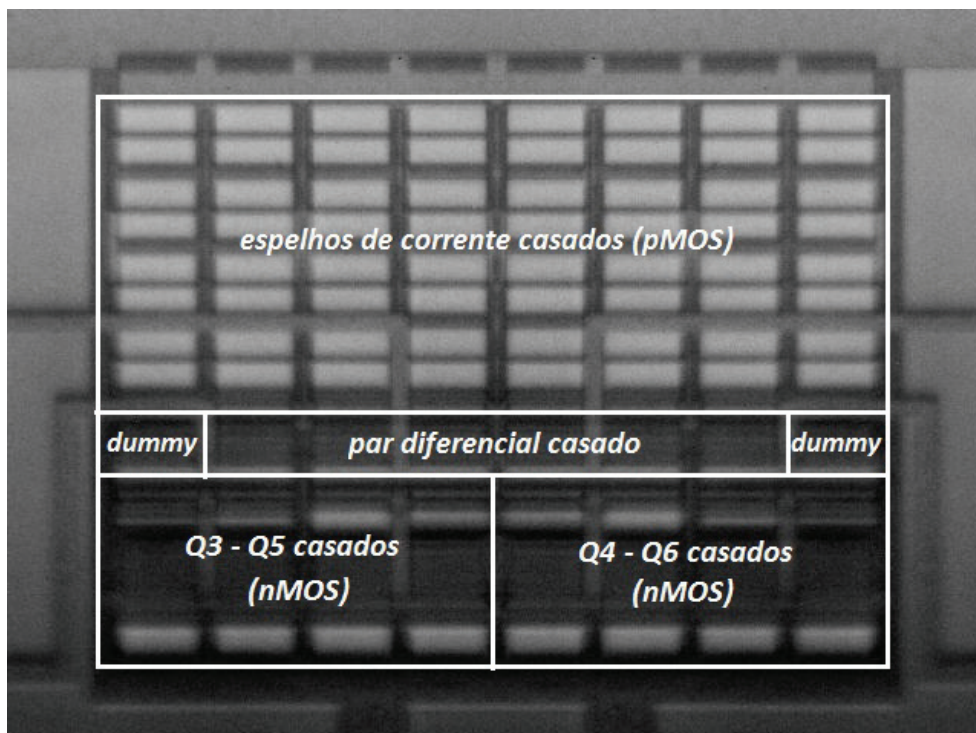 espelhos de corrente casados (pMOS)
dummy
par diferencial casado
dummy
Q3 - Q5 casados
(nMOS)
Q4 - Q6 casados
(nMOS)